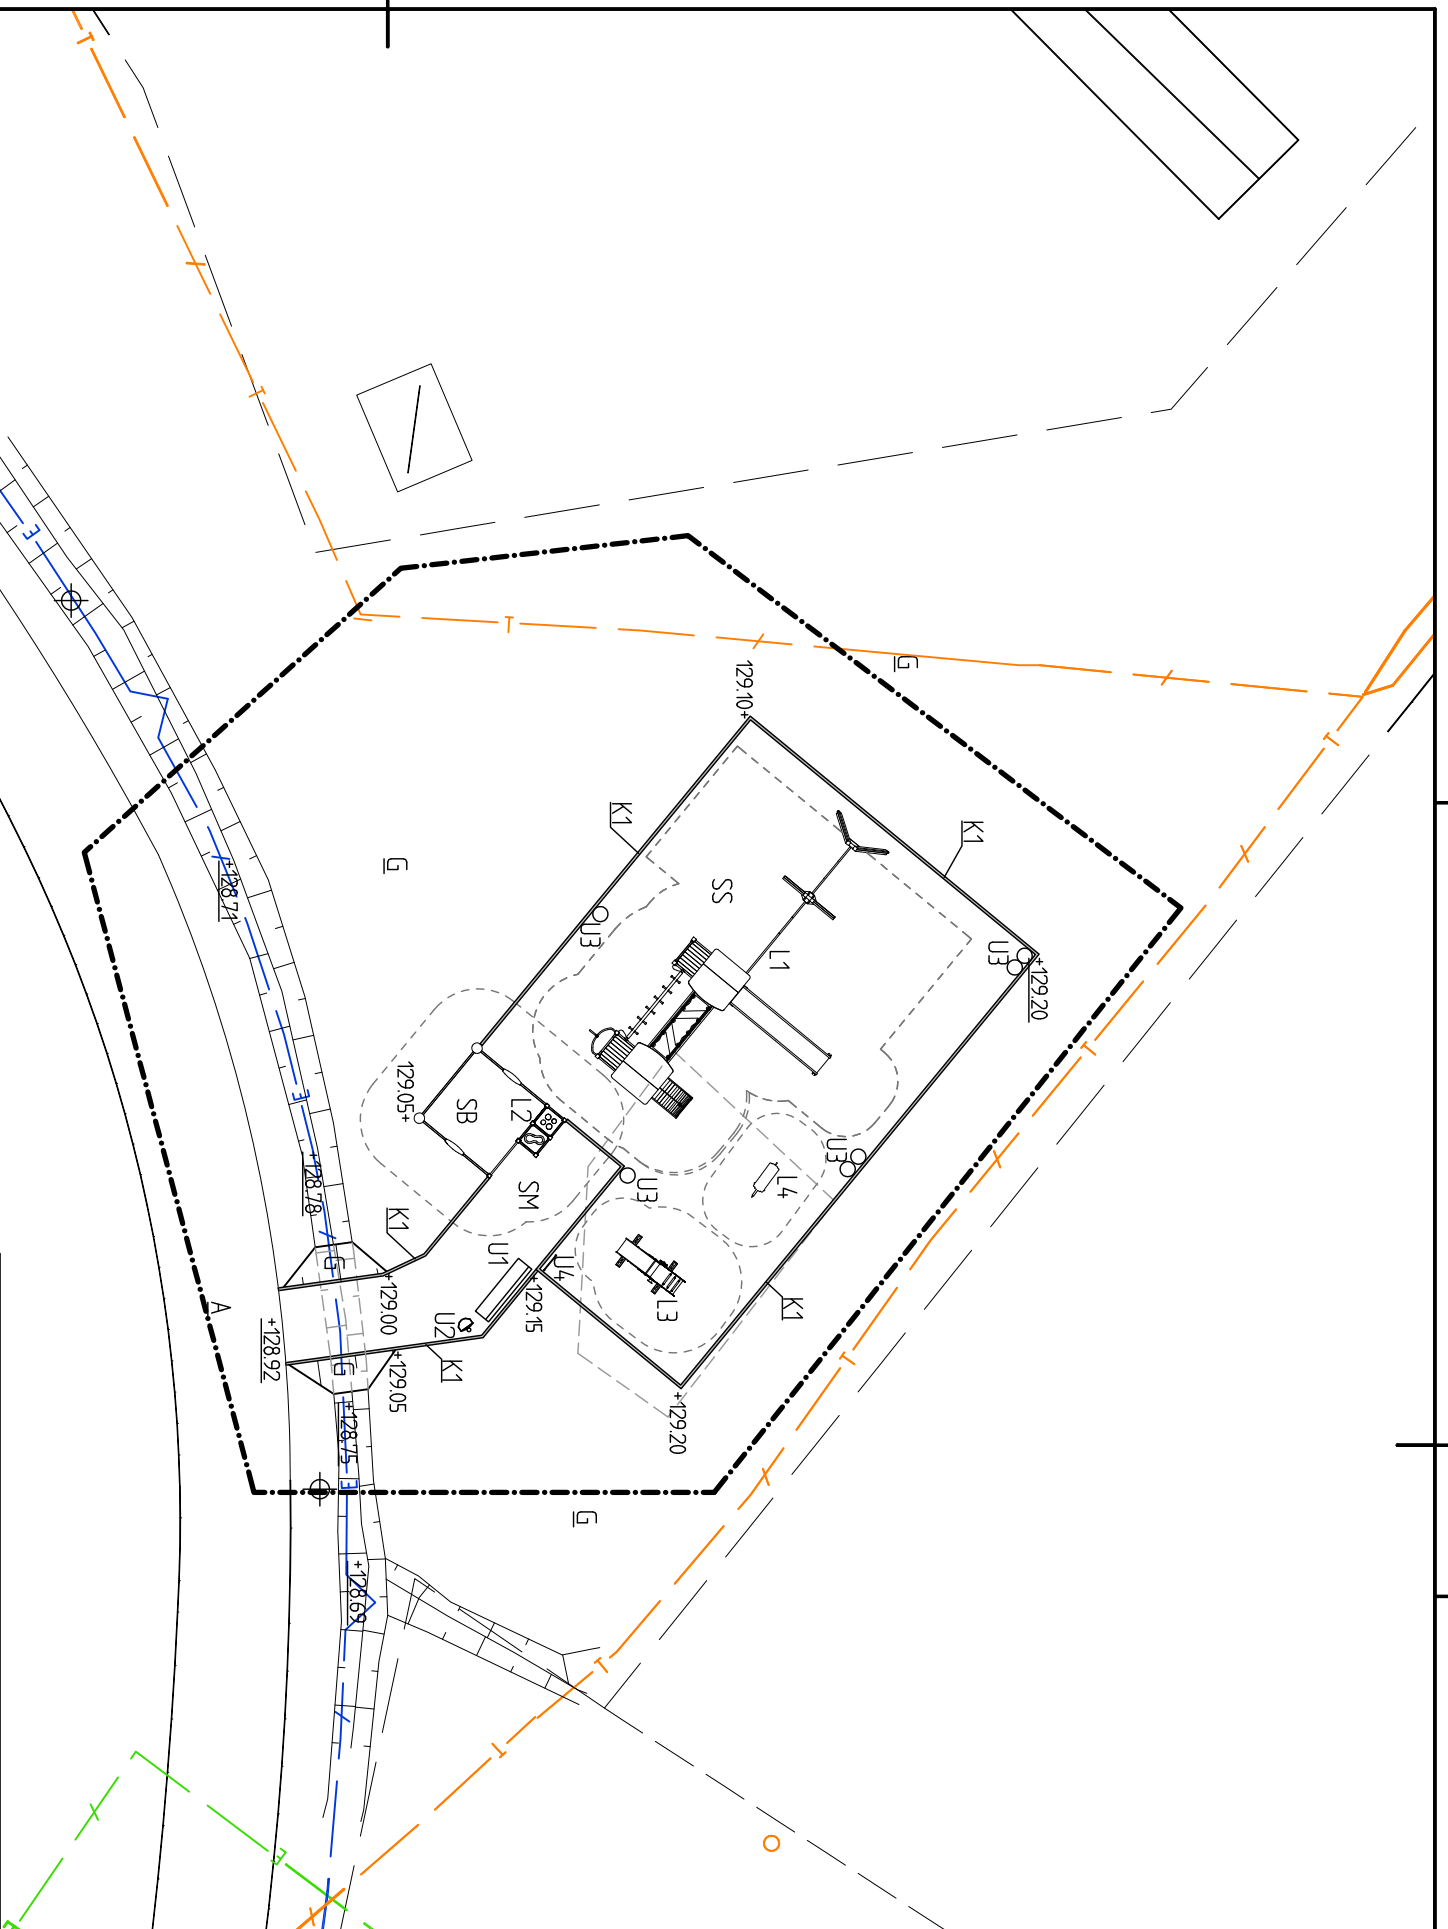 G
129.10+
K1
K1
G
SS
+128.71
U3
L1
U3
+129.20
129.05+
SB
L2
U3
L4
U3
+128.78
SM
K1
U1
U4
G
+129.00
+129.15
L3
K1
A
U2
+128.92
G
K1
+129.05
+129.20
+128.75
G
+128.69
T
T
T
T
T
T
T
T
T
E
E
E
E